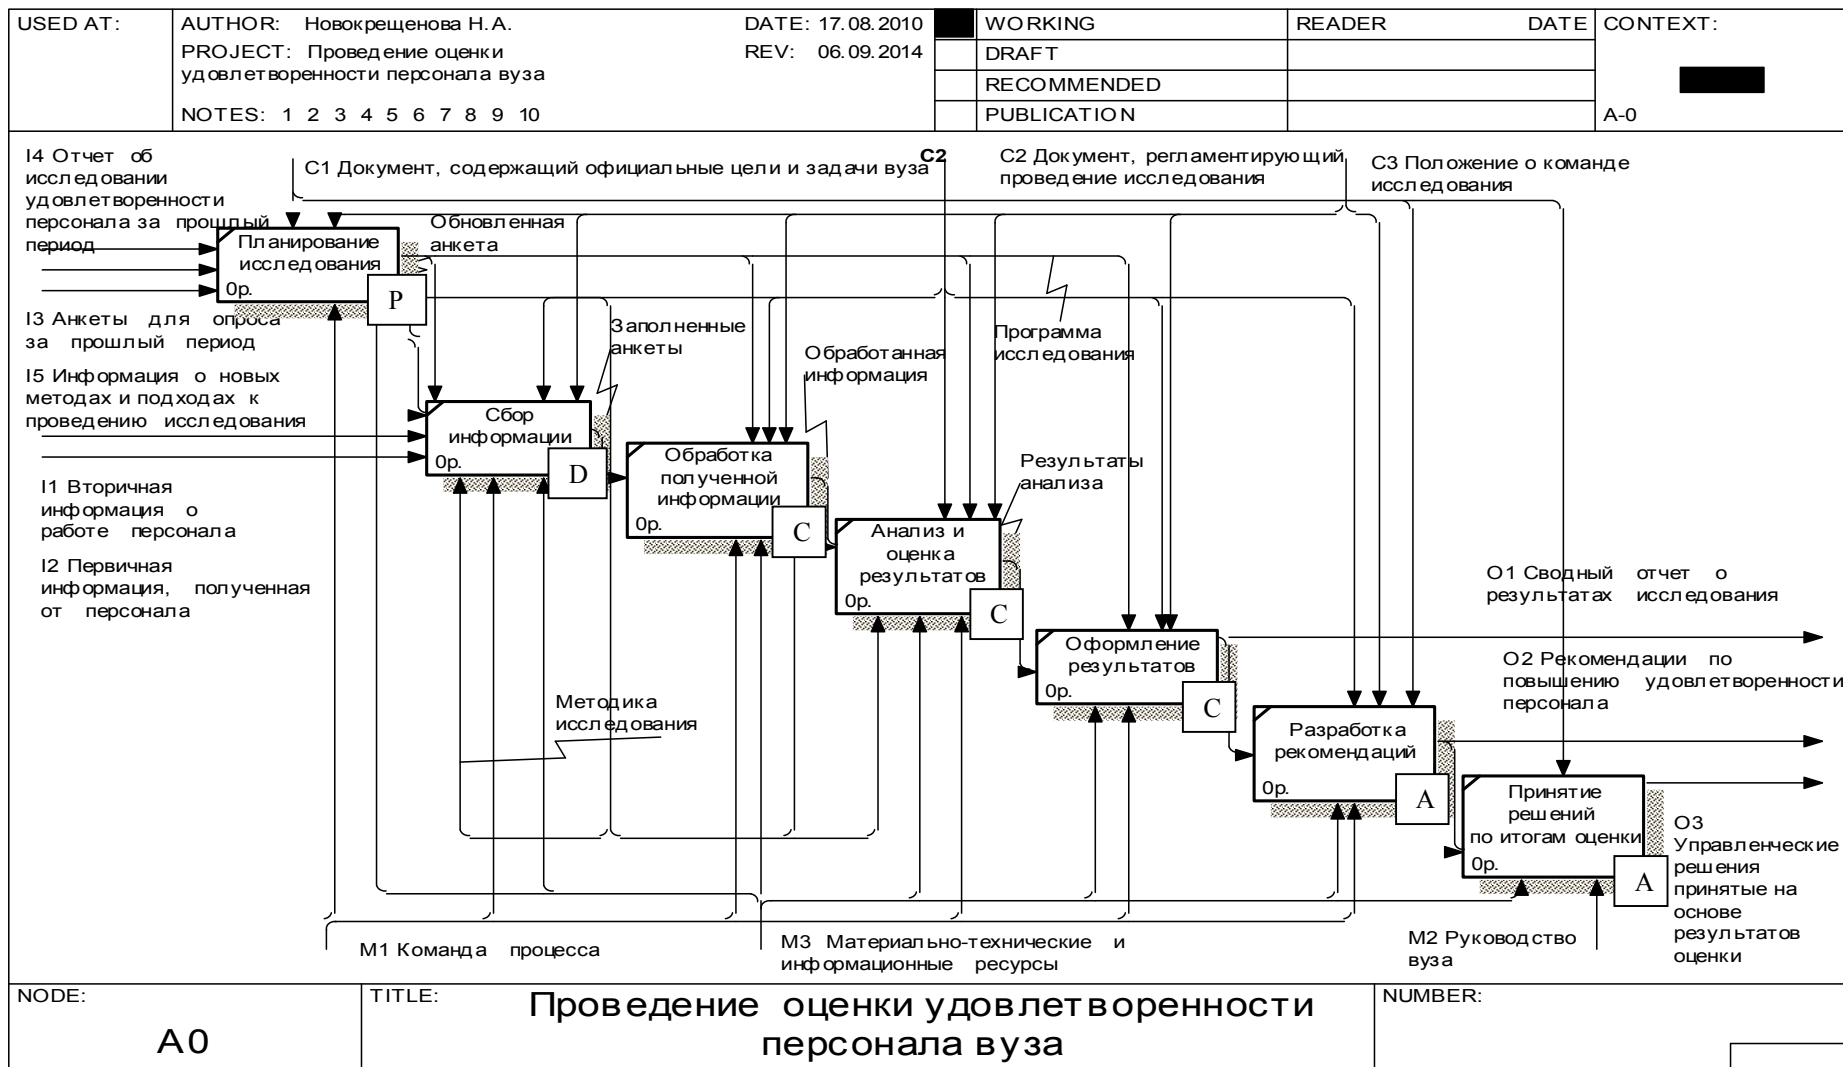 USED AT:
AUTHOR: Новокрещенова Н.А.
DATE: 17.08.2010
PROJECT: Проведение оценки
удовлетворенности персонала вуза
REV: 06.09.2014
NOTES: 1 2 3 4 5 6 7 8 9 10
WORKING
DRAFT
RECOMMENDED
PUBLICATION
READER
DATE
CONTEXT:
A-0
I4 Отчет об
исследовании
удовлетворенности
персонала за прошлый
период
C1 Документ, содержащий официальные цели и задачи вуза
C2
C2 Документ, регламентирующий
проведение исследования
C3 Положение о команде
исследования
Обновленная
анкета
Планирование
исследования
0р.
P
I3 Анкеты для опроса
за прошлый период
I5 Информация о новых
методах и подходах к
проведению исследования
Заполненные
анкеты
Обработанная
информация
Программа
исследования
Сбор
информации
0р.
D
Обработка
полученной
информации
0р.
C
Результаты
анализа
I1 Вторичная
информация о
работе персонала
I2 Первичная
информация, полученная
от персонала
Анализ и
оценка
результатов
0р.
C
O1 Сводный отчет о
результатах исследования
Оформление
результатов
0р.
C
O2 Рекомендации по
повышению удовлетворенности
персонала
Методика
исследования
Разработка
рекомендаций
0р.
A
Принятие
решений
по итогам оценки
0р.
A
O3
Управленческие
решения
принятые на
основе
результатов
оценки
M1 Команда процесса
M3 Материально-технические и
информационные ресурсы
M2 Руководство
вуза
NODE:
A0
TITLE:
Проведение оценки удовлетворенности
персонала вуза
NUMBER: